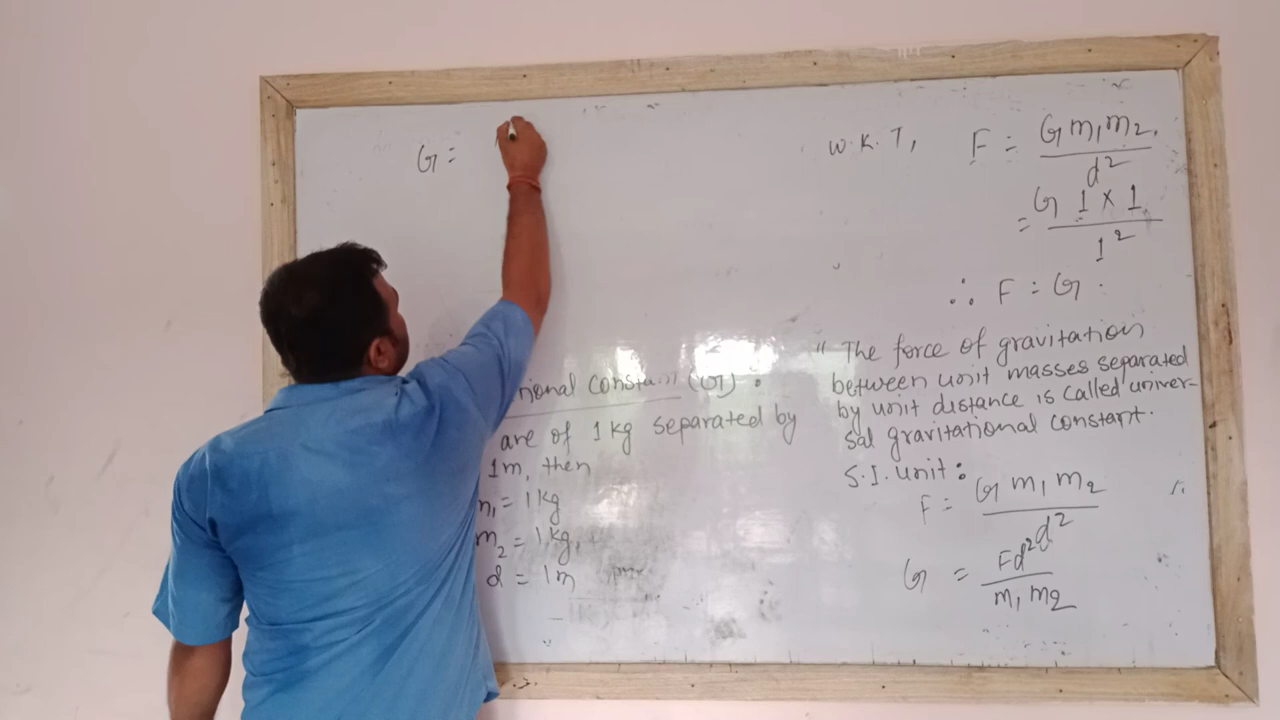 G =
ional constant (G) :
are of 1 kg separated by
1m, then
m₁ = 1 kg
m₂ = 1 kg,
d = 1m
W.K.T, F = G m₁ m₂
d²
= G 1 × 1
1²
∴ F = G.
" The force of gravitation
between unit masses separated
by unit distance is called univer-
sal gravitational constant.
S.I. unit :
F = G m₁ m₂
d²
G = Fd²
m₁ m₂